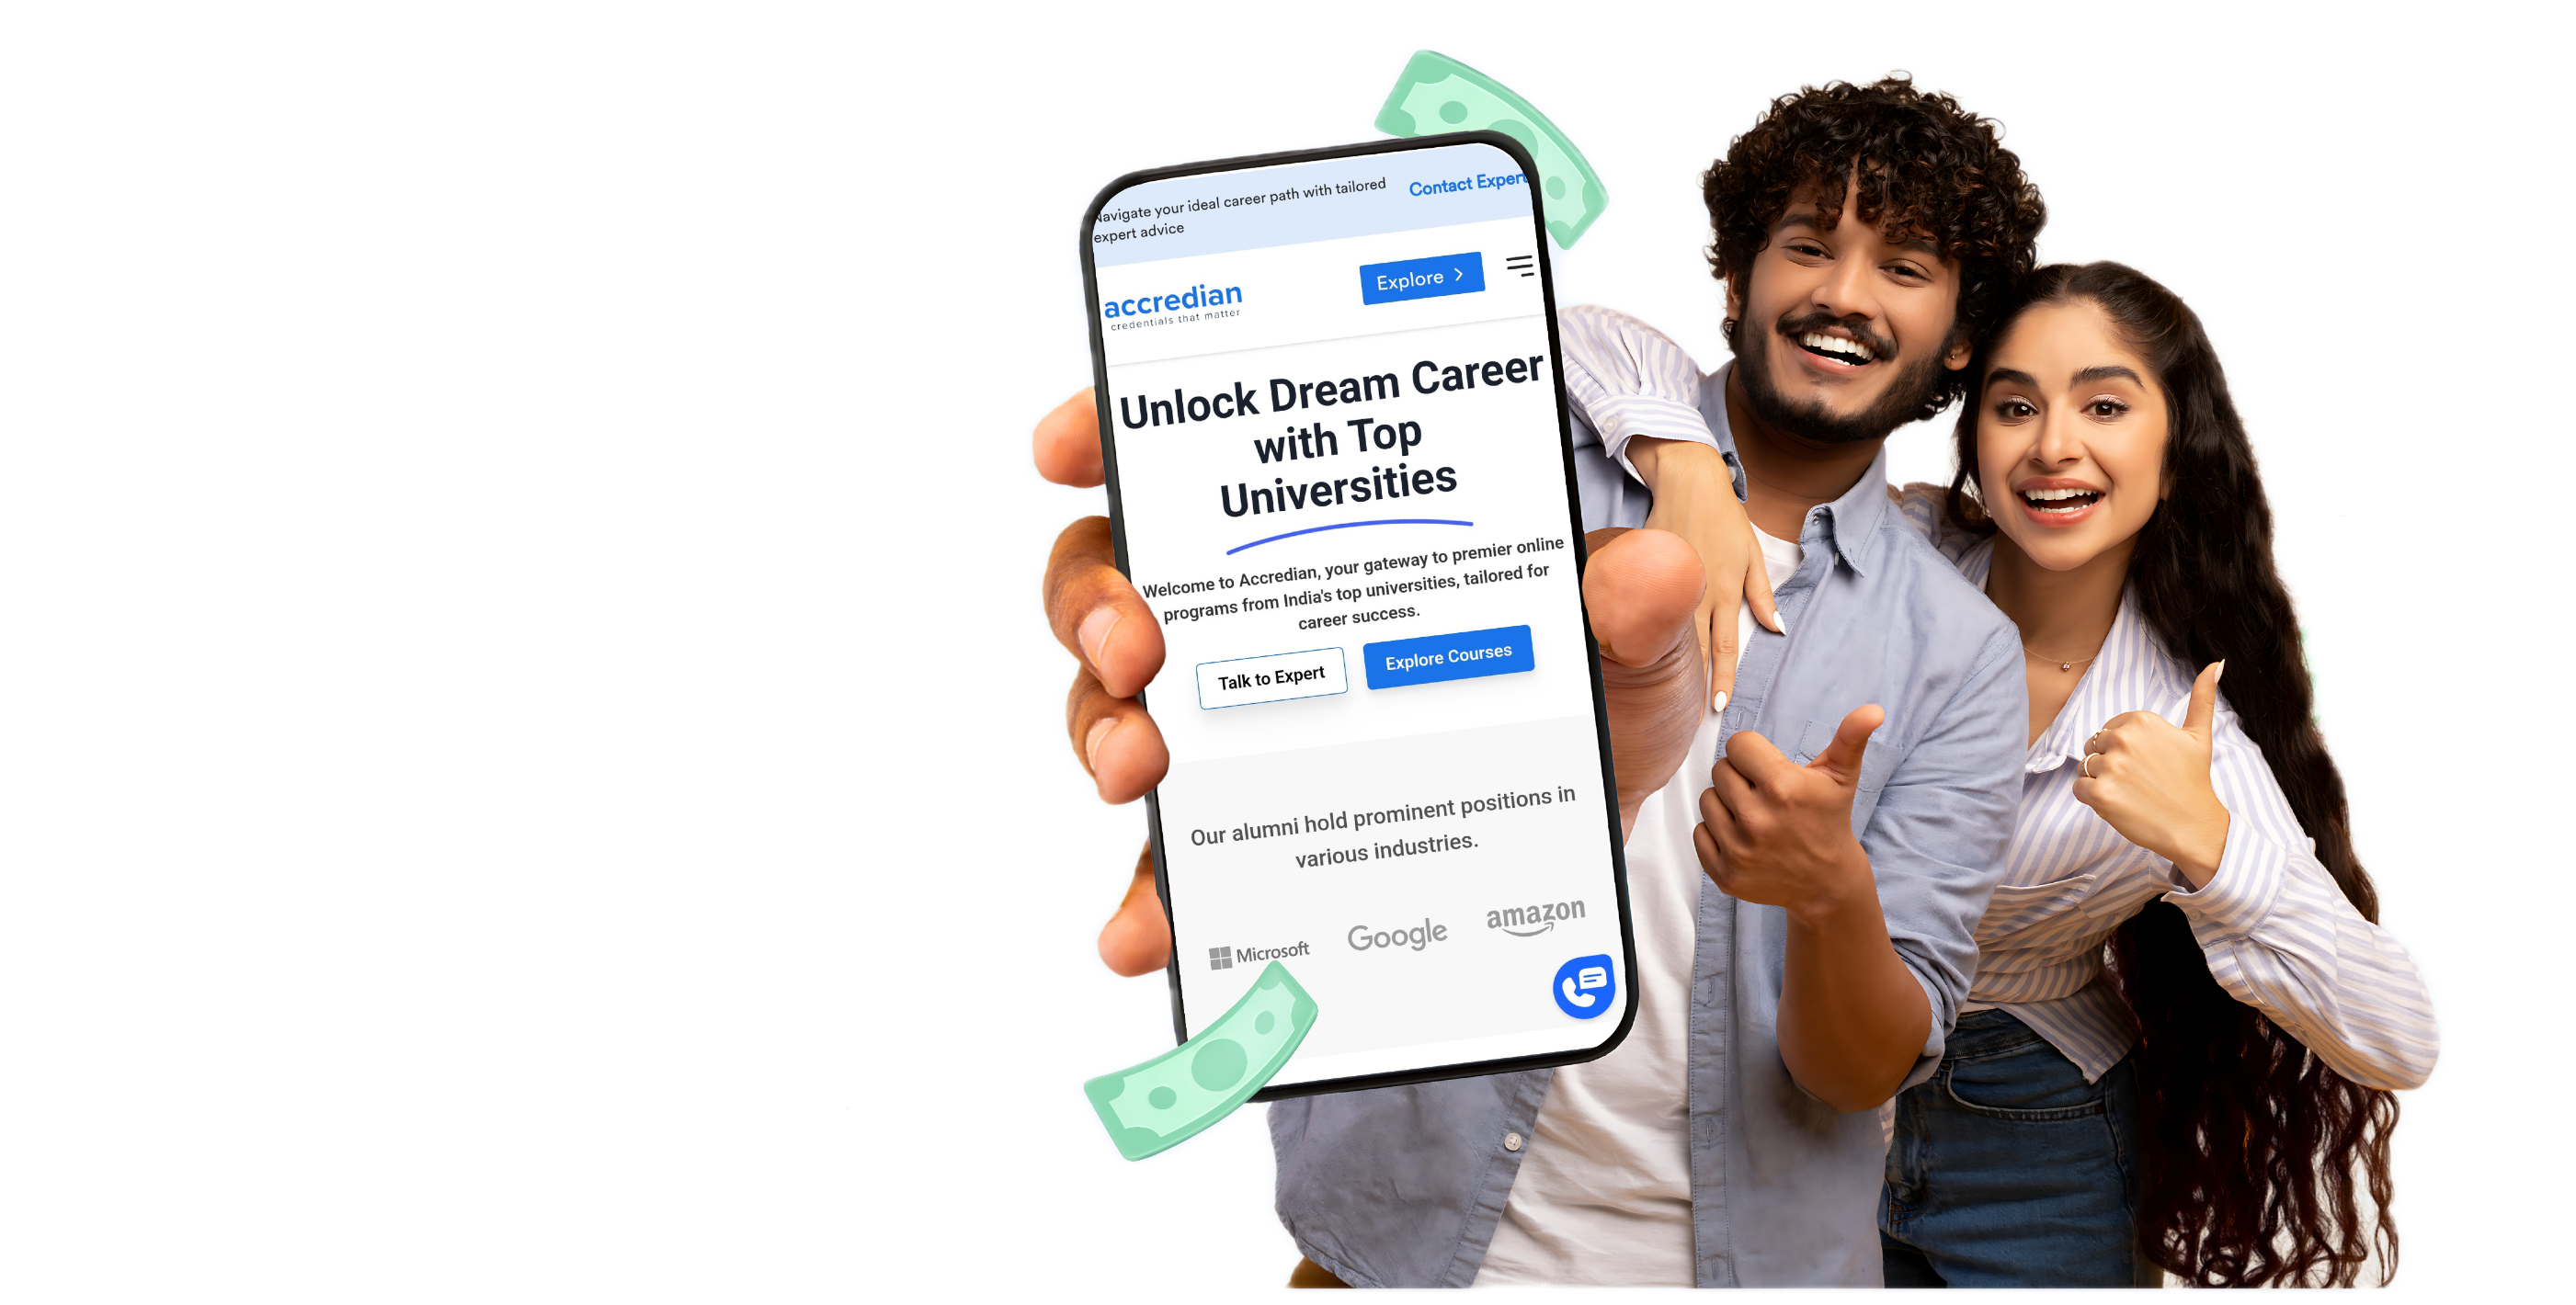 Navigate your ideal career path with tailored
expert advice
Contact Expert
accredian
credentials that matter
Explore
Unlock Dream Career
with Top
Universities
Welcome to Accredian, your gateway to premier online
programs from India's top universities, tailored for
career success.
Talk to Expert
Explore Courses
Our alumni hold prominent positions in
various industries.
Microsoft
Google
amazon